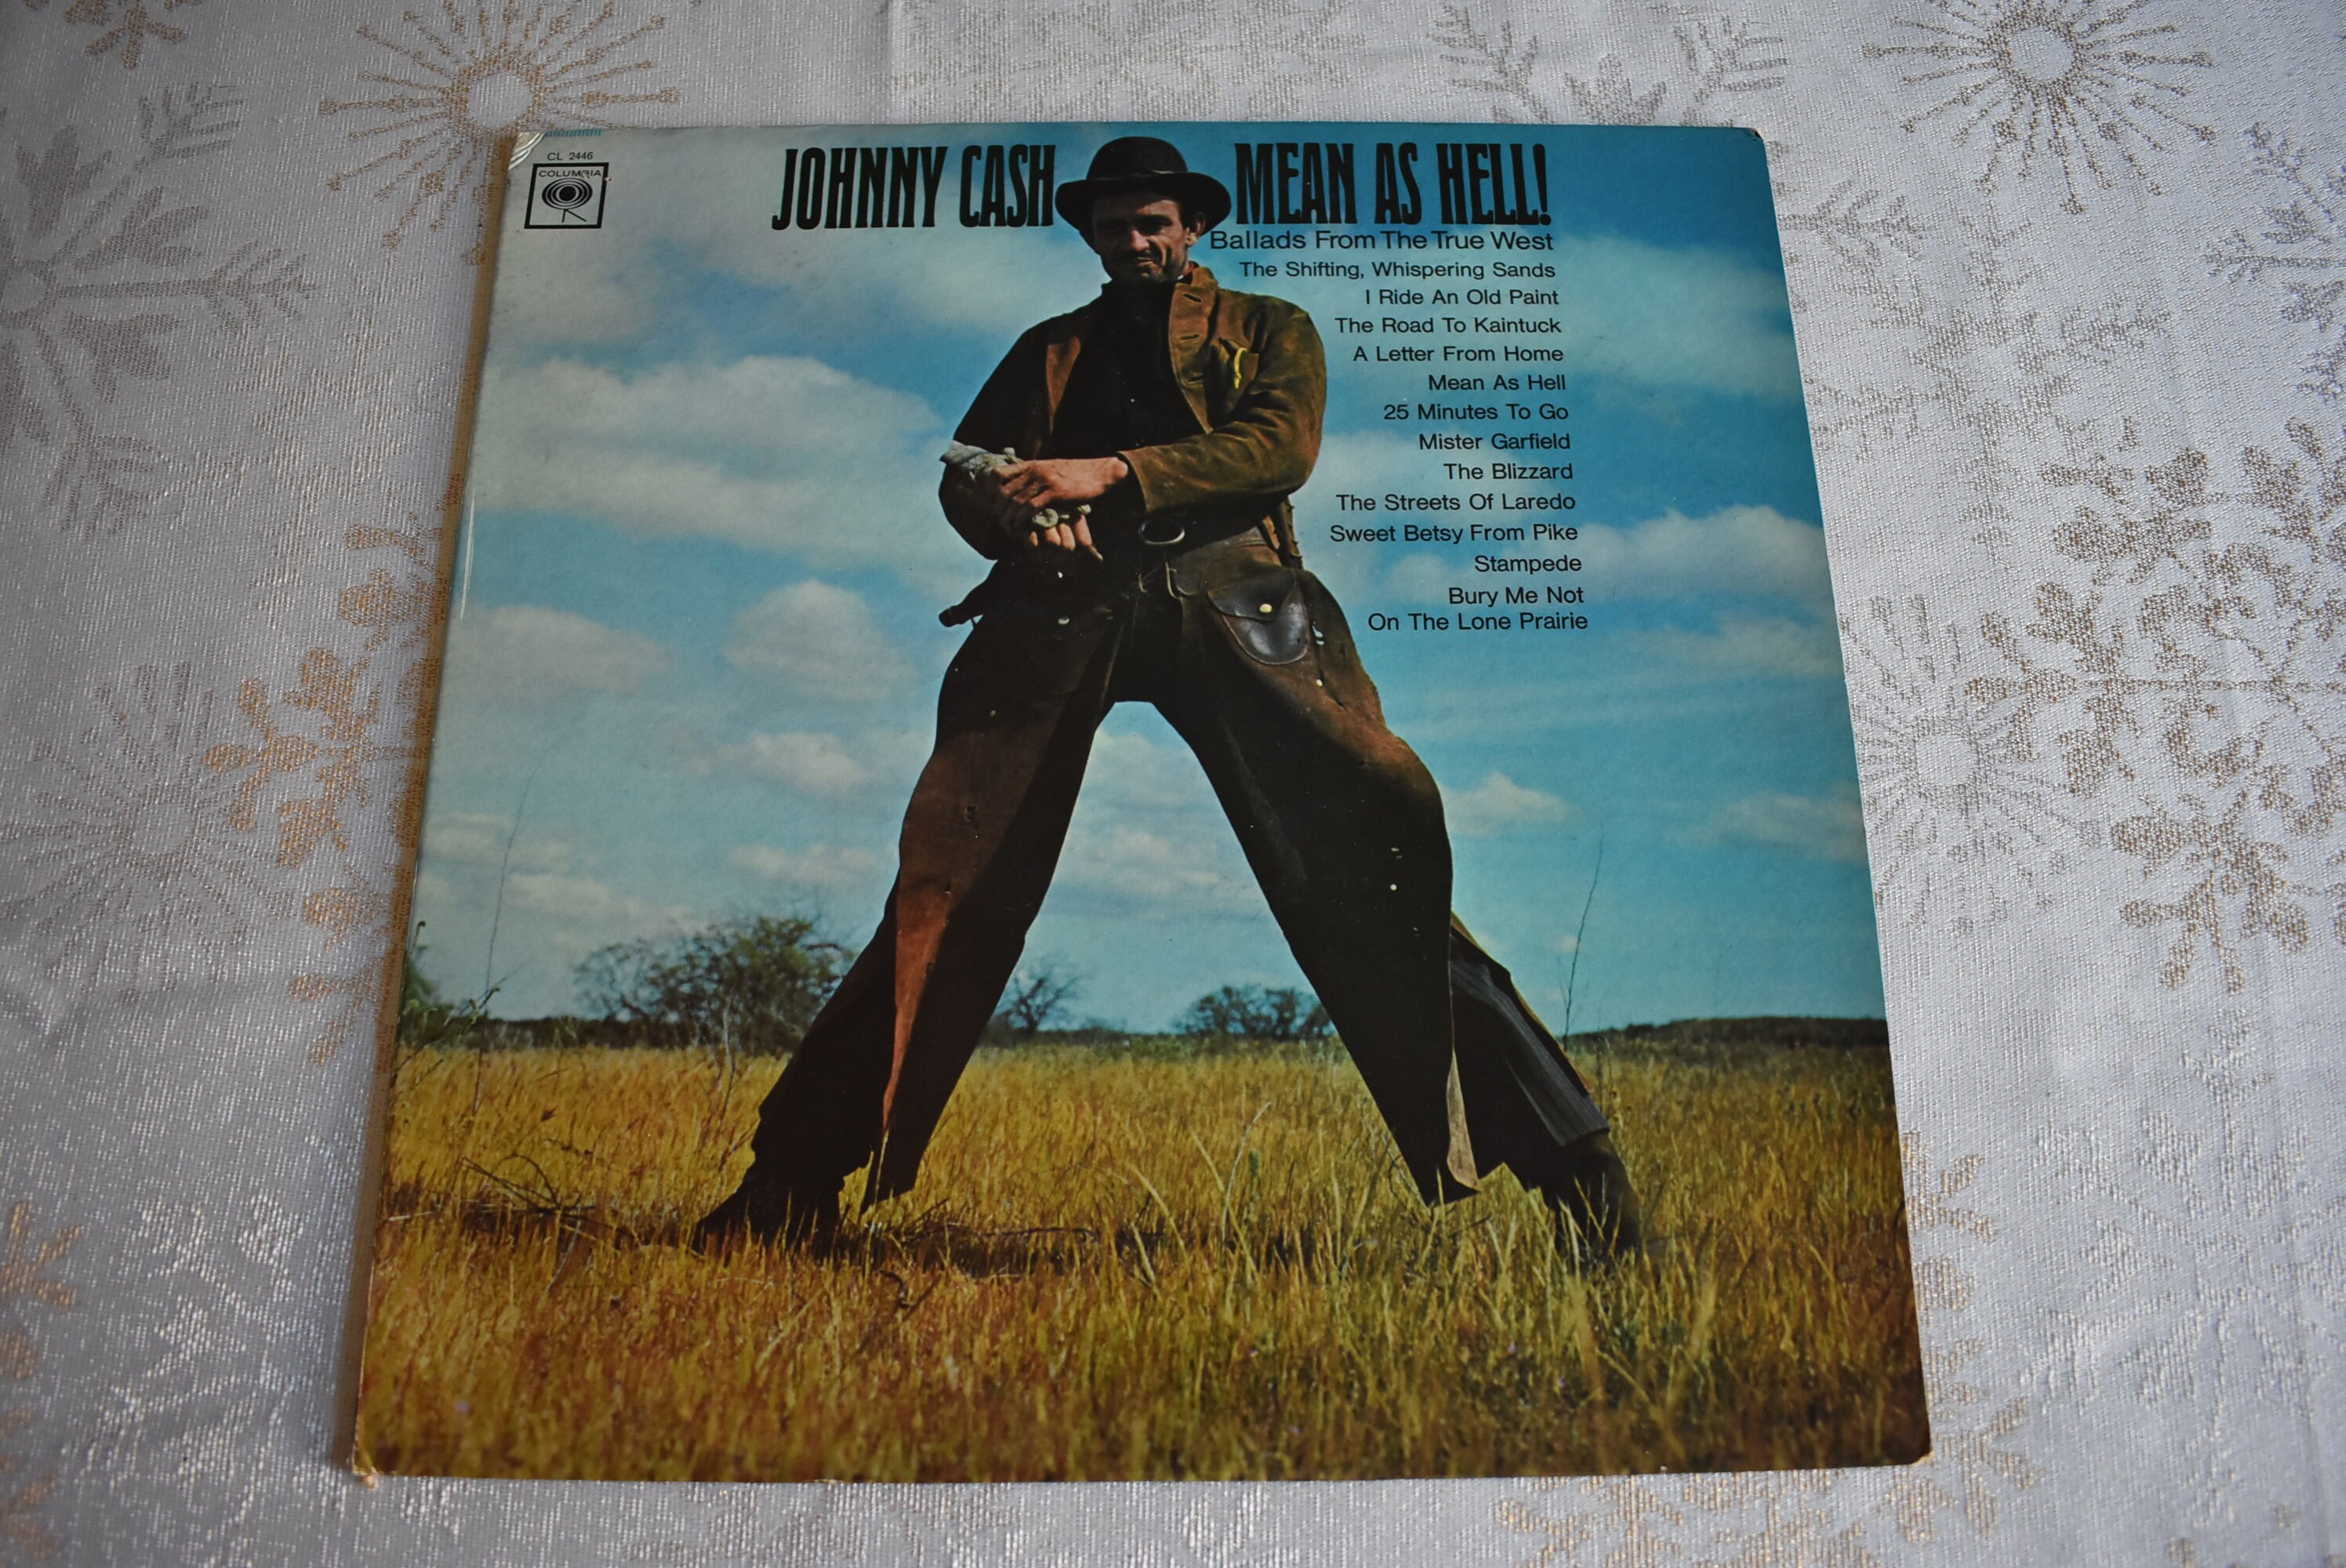 CL 2446
COLUMBIA
JOHNNY CASH MEAN AS HELL!
Ballads From The True West
The Shifting, Whispering Sands
I Ride An Old Paint
The Road To Kaintuck
A Letter From Home
Mean As Hell
25 Minutes To Go
Mister Garfield
The Blizzard
The Streets Of Laredo
Sweet Betsy From Pike
Stampede
Bury Me Not
On The Lone Prairie